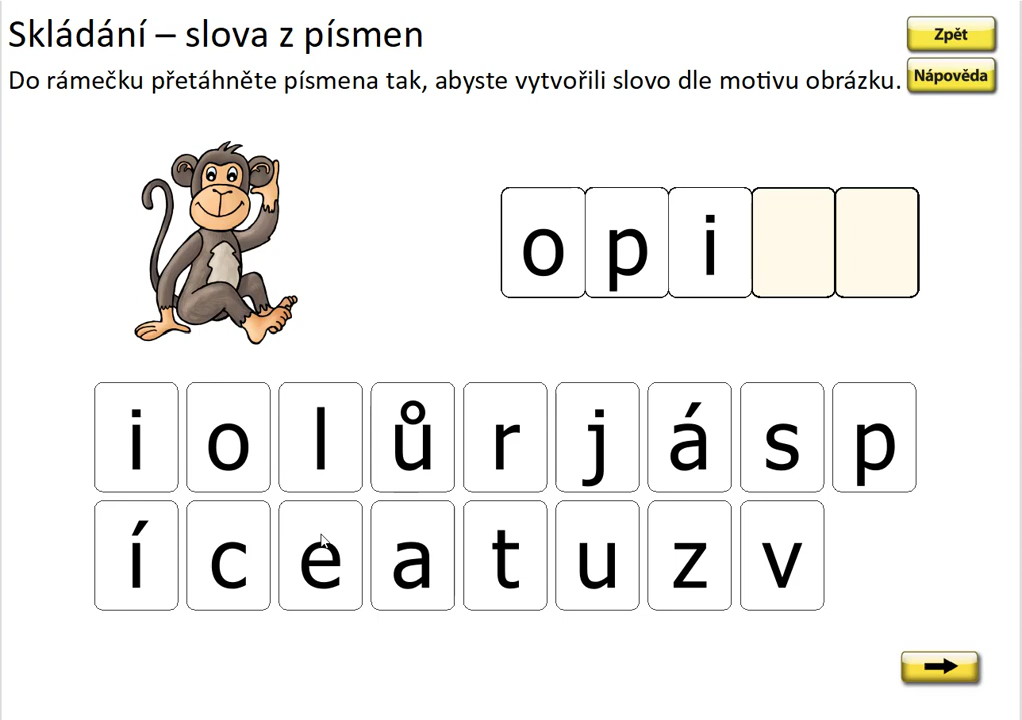 Skládání – slova z písmen
Zpět
Do rámečku přetáhněte písmena tak, abyste vytvořili slovo dle motivu obrázku.
Nápověda
o p i
i o l ů r j á s p
í c e a t u z v